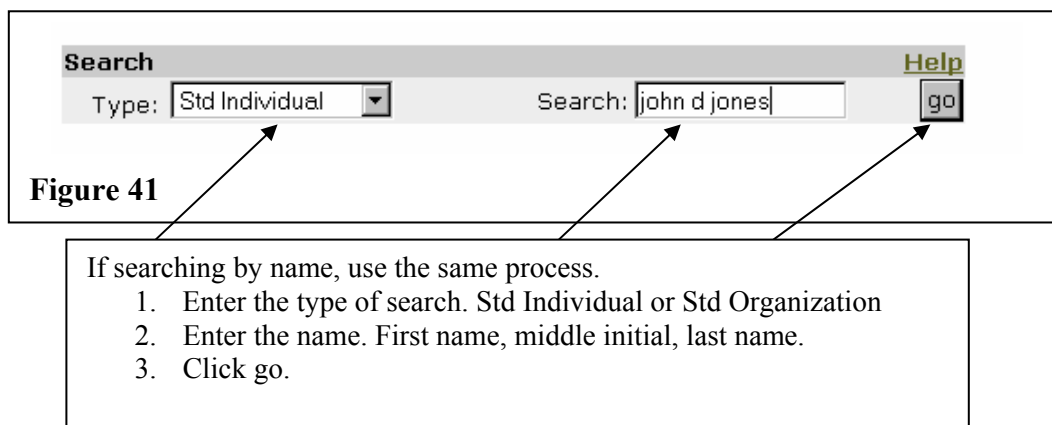 Search Help
Type: Std Individual Search: john d jones go
Figure 41
If searching by name, use the same process.
1. Enter the type of search. Std Individual or Std Organization
2. Enter the name. First name, middle initial, last name.
3. Click go.